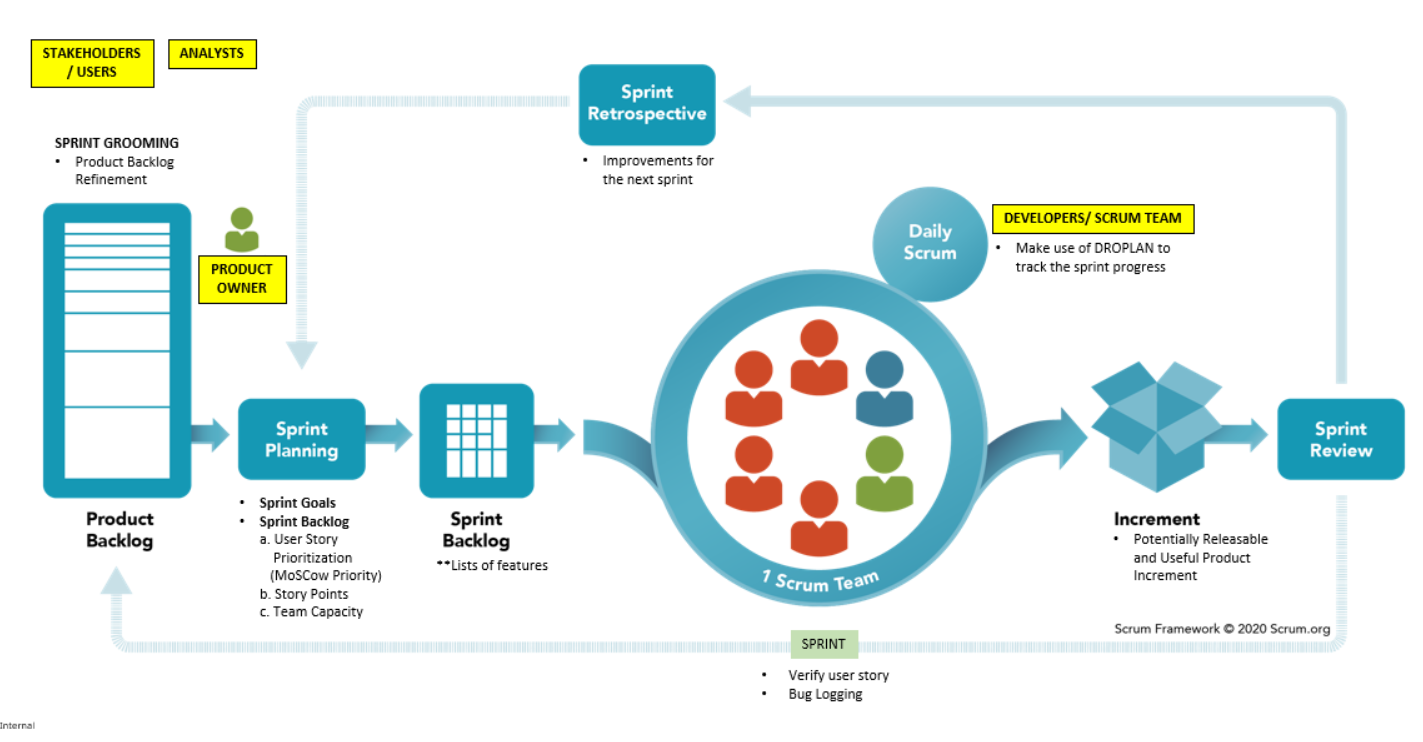 STAKEHOLDERS
/ USERS
ANALYSTS
SPRINT GROOMING
• Product Backlog
Refinement
PRODUCT
OWNER
Sprint
Retrospective
• Improvements for
the next sprint
Daily
Scrum
DEVELOPERS/ SCRUM TEAM
• Make use of DROPLAN to
track the sprint progress
Product
Backlog
Sprint
Planning
• Sprint Goals
• Sprint Backlog
a. User Story
Prioritization
(MoSCow Priority)
b. Story Points
c. Team Capacity
Sprint
Backlog
**Lists of features
1 Scrum Team
Increment
• Potentially Releasable
and Useful Product
Increment
Sprint
Review
Scrum Framework © 2020 Scrum.org
SPRINT
• Verify user story
• Bug Logging
Internal